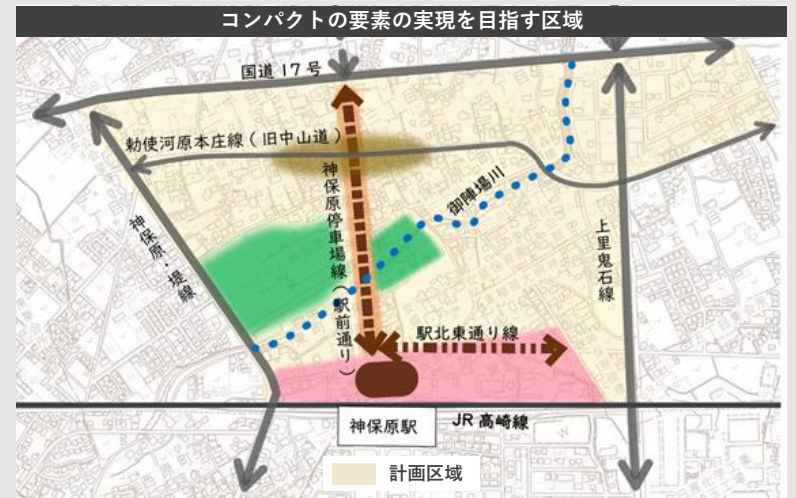 コンパクトの要素の実現を目指す区域
国道17号
勅使河原本庄線(旧中山道)
神保原停車場線(駅前通り)
御陣場川
神保原・堤線
上里鬼石線
駅北東通り線
神保原駅
JR高崎線
計画区域